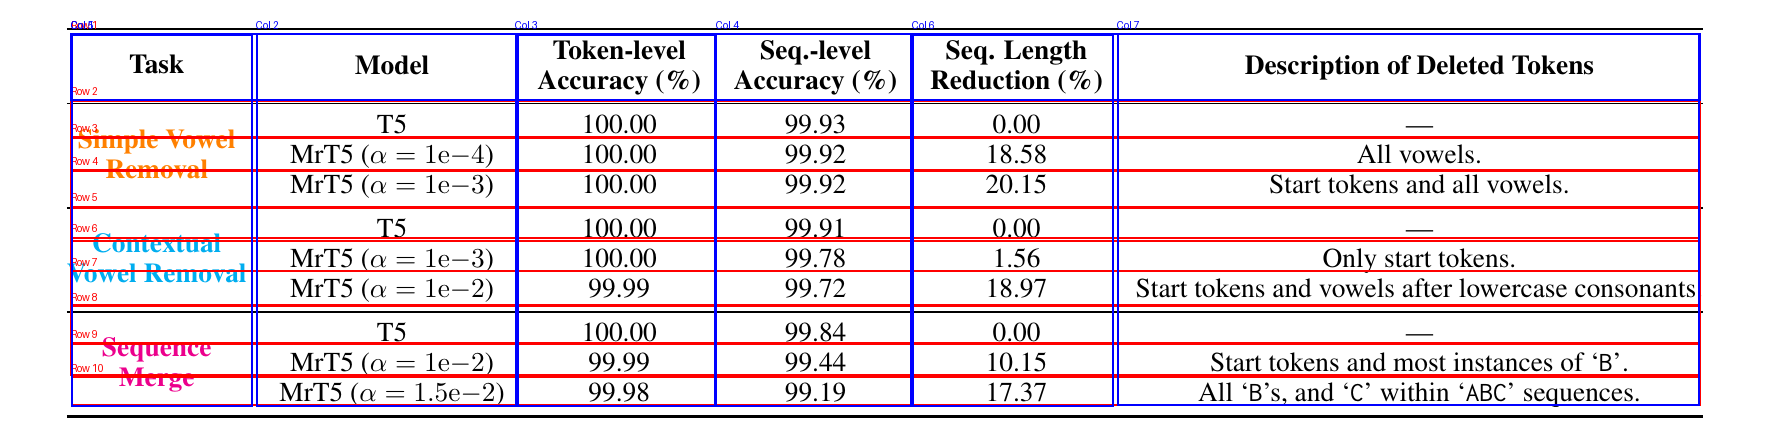 Col 1 Col 2 Col 3 Col 4 Col 6 Col 7
Task Model Token-level Accuracy (%) Seq.-level Accuracy (%) Seq. Length Reduction (%) Description of Deleted Tokens
Row 2
Row 3
Simple Vowel Removal
T5 100.00 99.93 0.00 —
Row 4
MrT5 (α = 1e−4) 100.00 99.92 18.58 All vowels.
Row 5
MrT5 (α = 1e−3) 100.00 99.92 20.15 Start tokens and all vowels.
Row 6
Contextual Vowel Removal
T5 100.00 99.91 0.00 —
Row 7
MrT5 (α = 1e−3) 100.00 99.78 1.56 Only start tokens.
Row 8
MrT5 (α = 1e−2) 99.99 99.72 18.97 Start tokens and vowels after lowercase consonants
Row 9
Sequence Merge
T5 100.00 99.84 0.00 —
Row 10
MrT5 (α = 1e−2) 99.99 99.44 10.15 Start tokens and most instances of ‘B’.
MrT5 (α = 1.5e−2) 99.98 99.19 17.37 All ‘B’s, and ‘C’ within ‘ABC’ sequences.